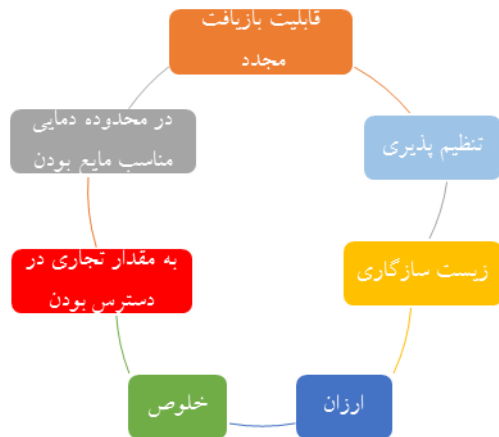 قابلیت بازیافت
مجدد
تنظیم پذیری
زیست سازگاری
ارزان
خلوص
به مقدار تجاری در
دسترس بودن
در محدوده دمایی
مناسب مایع بودن